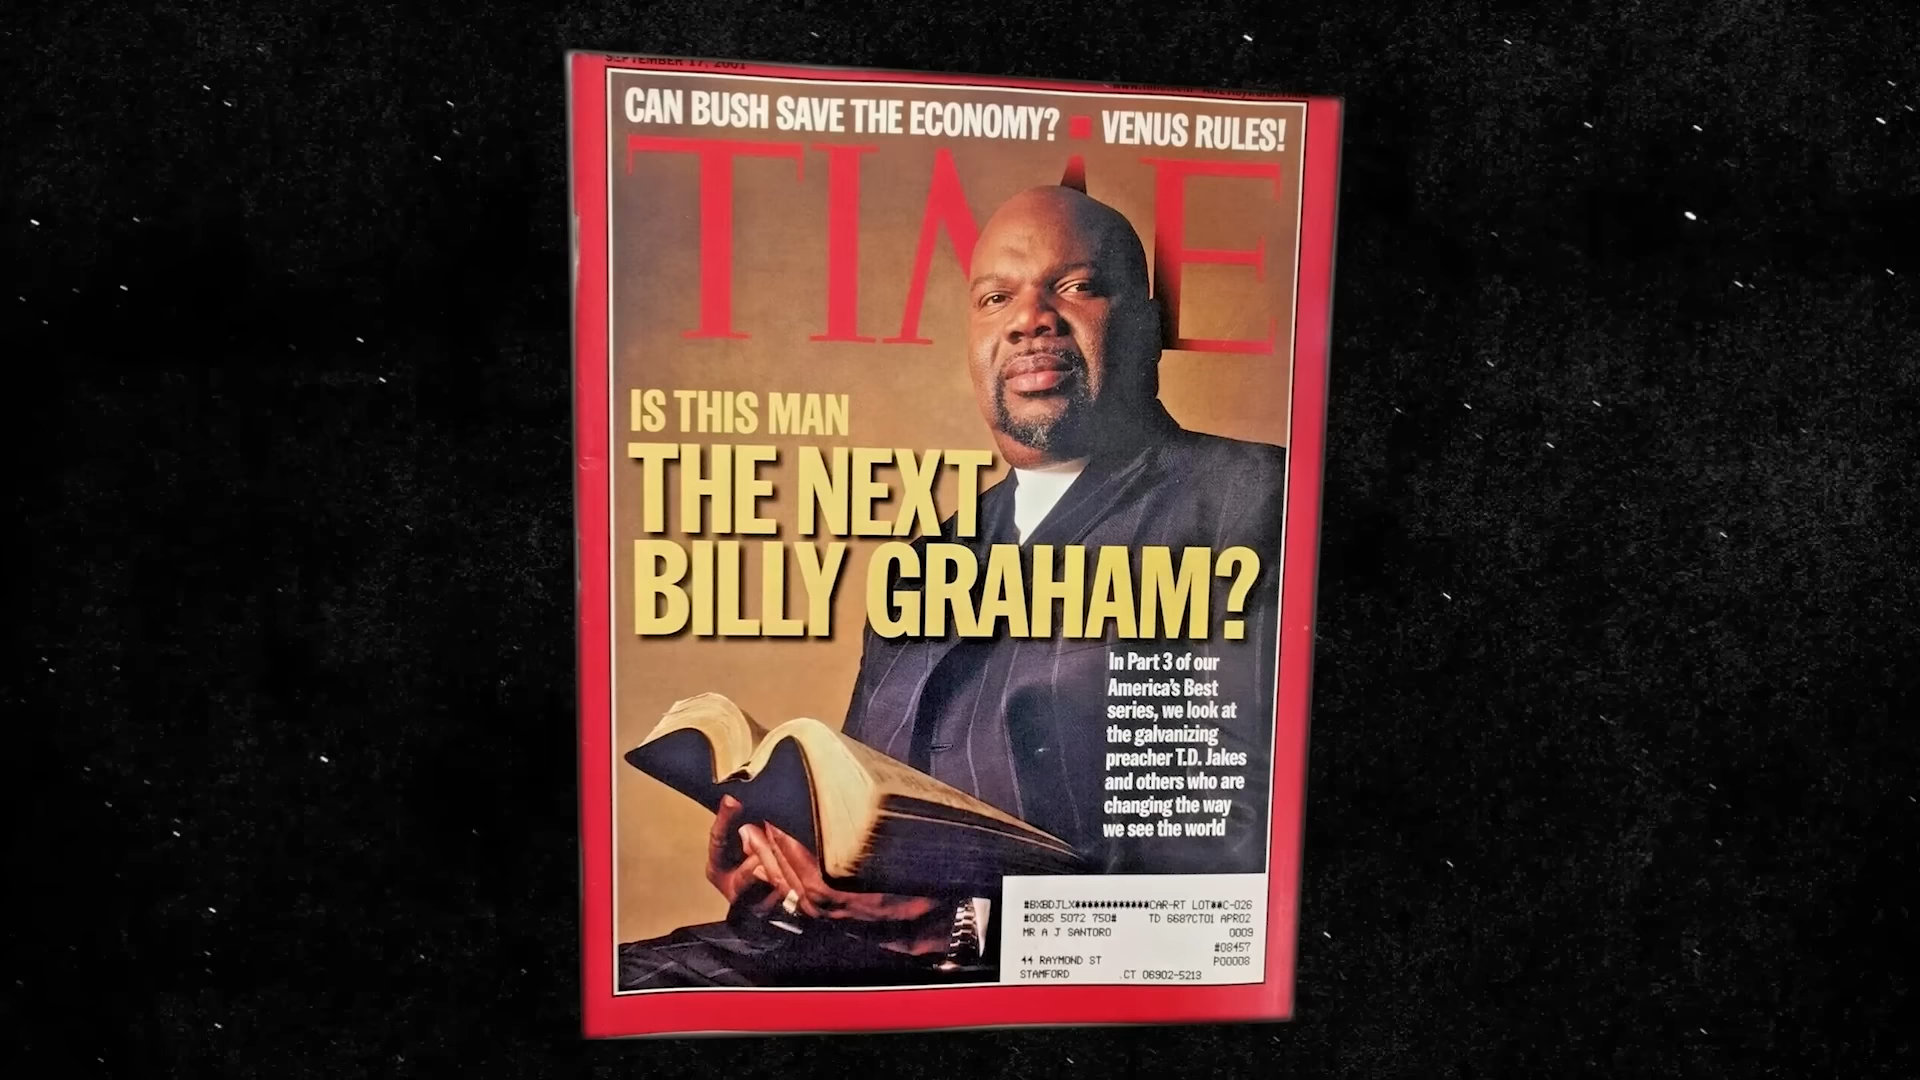 SEPTEMBER 17, 2001
CAN BUSH SAVE THE ECONOMY? ▪ VENUS RULES!
TIME
IS THIS MAN
THE NEXT
BILLY GRAHAM?
In Part 3 of our
America's Best
series, we look at
the galvanizing
preacher T.D. Jakes
and others who are
changing the way
we see the world
#BXBDJLX************CAR-RT LOT**C-026
#0085 5072 750# TD 6687CT01 APR02
MR A J SANTORO 0009
#08457
44 RAYMOND ST P00008
STAMFORD .CT 06902-5213